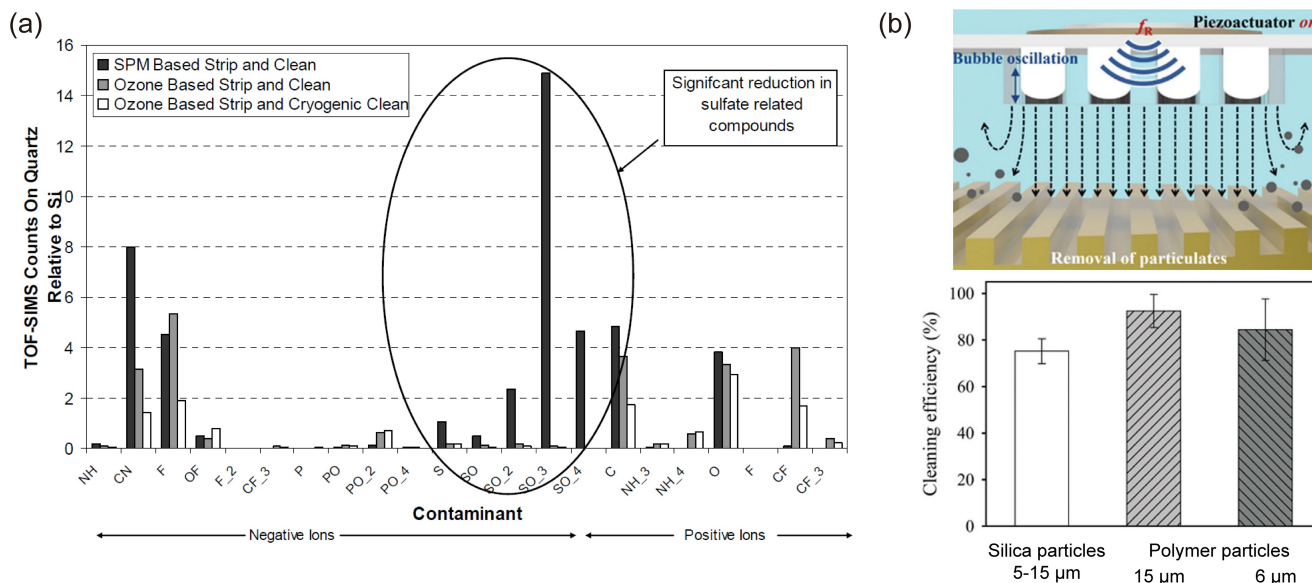 (a)
16
14
12
10
8
6
4
2
0
TOF-SIMS Counts On Quartz
Relative to Si
SPM Based Strip and Clean
Ozone Based Strip and Clean
Ozone Based Strip and Cryogenic Clean
Signifcant reduction in
sulfate related
compounds
NH
CN
F
OF
F_2
CF_3
P
PO
PO_2
PO_4
S
SO
SO_2
SO_3
SO_4
C
NH_3
NH_4
O
F
CF
CF_3
Contaminant
Negative Ions
Positive Ions
(b)
Piezoactuator on
f_R
Bubble oscillation
Removal of particulates
Cleaning efficiency (%)
100
80
60
40
20
0
Silica particles
5-15 μm
Polymer particles
15 μm
6 μm